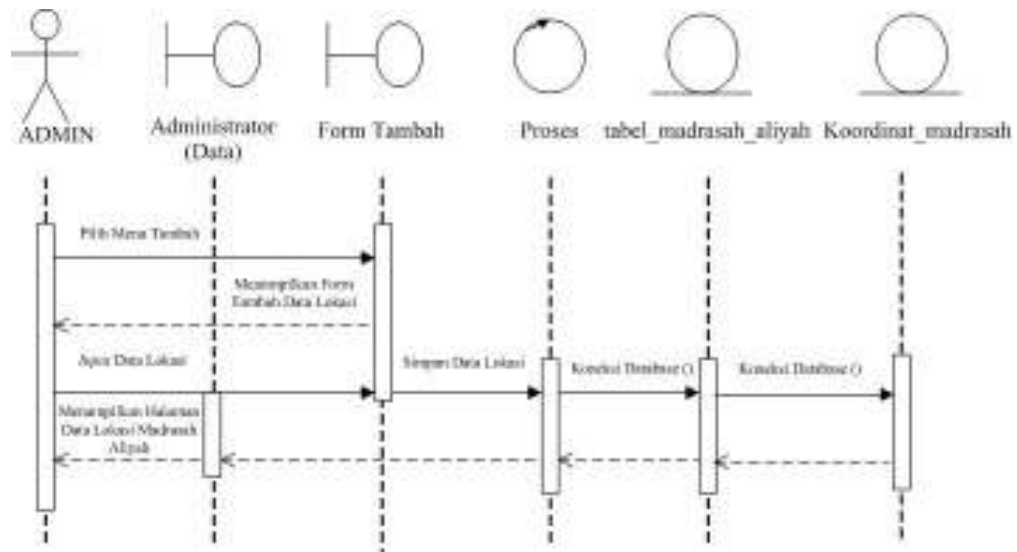 ADMIN
Administrator
(Data)
Form Tambah
Proses
tabel_madrasah_aliyah
Koordinat_madrasah
Pilih Menu Tambah
Menampilkan Form
Tambah Data Lokasi
Data Lokasi
Simpan Data Lokasi
Koneksi Database ()
Koneksi Database ()
Menampilkan Halaman
Data Lokasi Madrasah
Aliyah